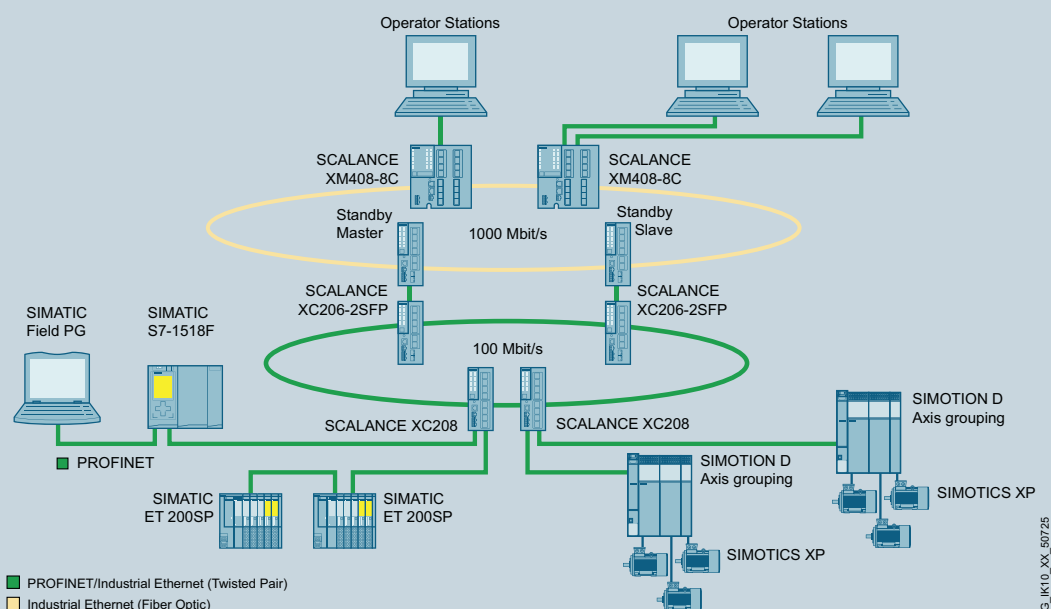 Operator Stations
Operator Stations
SCALANCE
XM408-8C
SCALANCE
XM408-8C
Standby
Master
1000 Mbit/s
Standby
Slave
SCALANCE
XC206-2SFP
SCALANCE
XC206-2SFP
SIMATIC
Field PG
SIMATIC
S7-1518F
100 Mbit/s
SCALANCE XC208
SCALANCE XC208
SIMOTION D
Axis grouping
PROFINET
SIMOTION D
Axis grouping
SIMATIC
ET 200SP
SIMATIC
ET 200SP
SIMOTICS XP
SIMOTICS XP
PROFINET/Industrial Ethernet (Twisted Pair)
Industrial Ethernet (Fiber Optic)
G_IK10_XX_50725